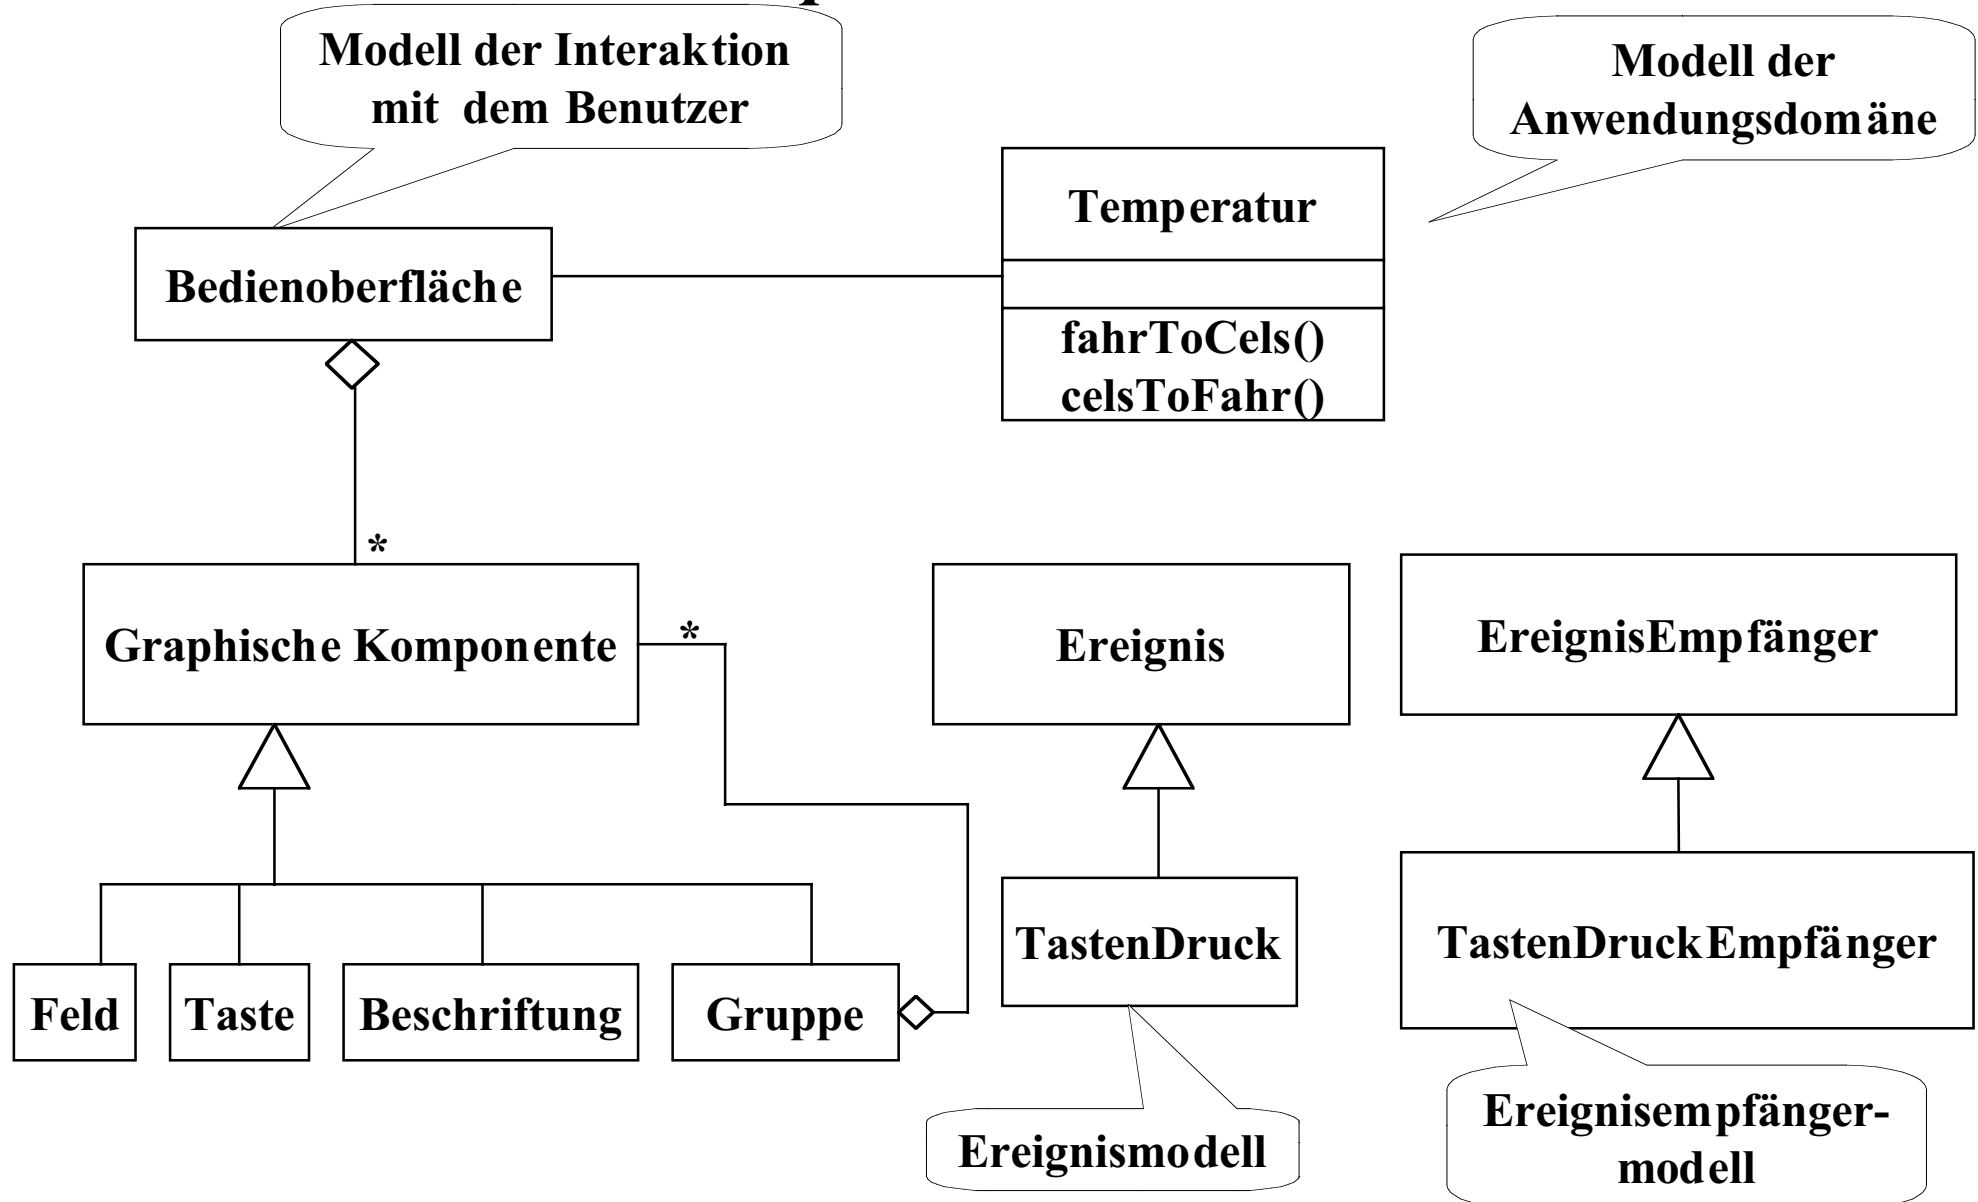 Modell der Interaktion
mit dem Benutzer
Modell der
Anwendungsdomäne
Temperatur
Bedienoberfläche
fahrToCels()
celsToFahr()
*
Graphische Komponente
*
Ereignis
EreignisEmpfänger
TastenDruck
TastenDruckEmpfänger
Feld
Taste
Beschriftung
Gruppe
Ereignismodell
Ereignisempfänger-
modell